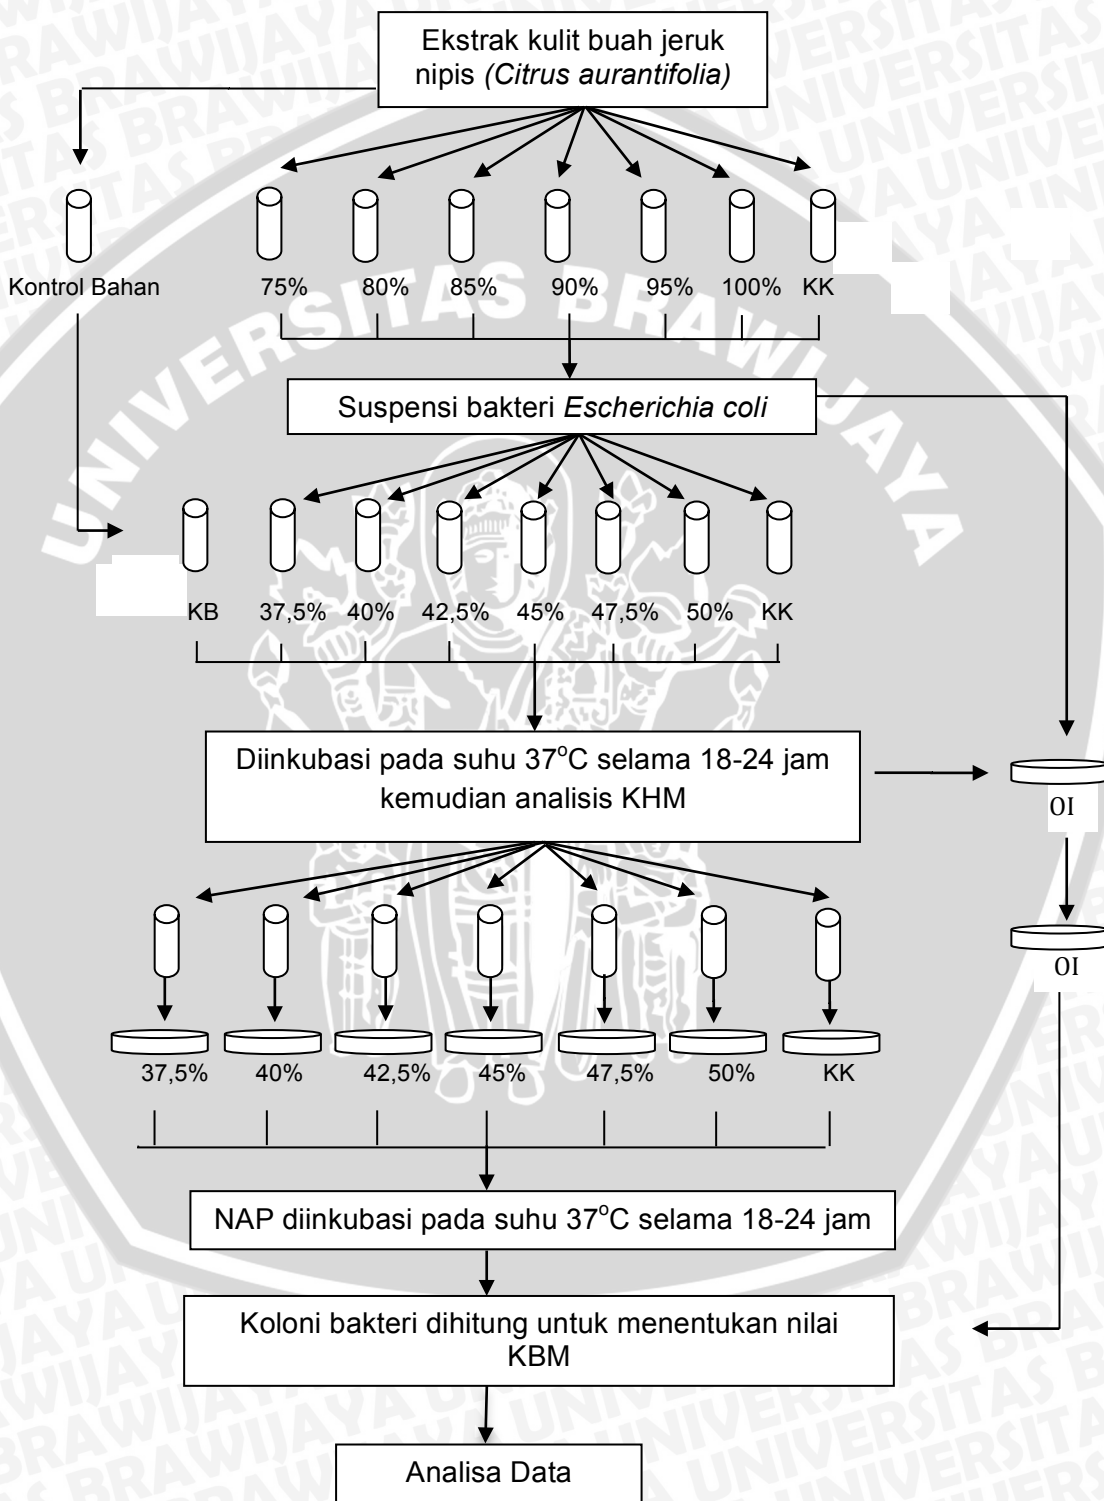 Ekstrak kulit buah jeruk
nipis (Citrus aurantifolia)
Kontrol Bahan 75% 80% 85% 90% 95% 100% KK
UNIVERSITAS BRAWIJAYA
Suspensi bakteri Escherichia coli
KB 37,5% 40% 42,5% 45% 47,5% 50% KK
Diinkubasi pada suhu 37°C selama 18-24 jam
kemudian analisis KHM
OI
OI
37,5% 40% 42,5% 45% 47,5% 50% KK
NAP diinkubasi pada suhu 37°C selama 18-24 jam
Koloni bakteri dihitung untuk menentukan nilai
KBM
Analisa Data